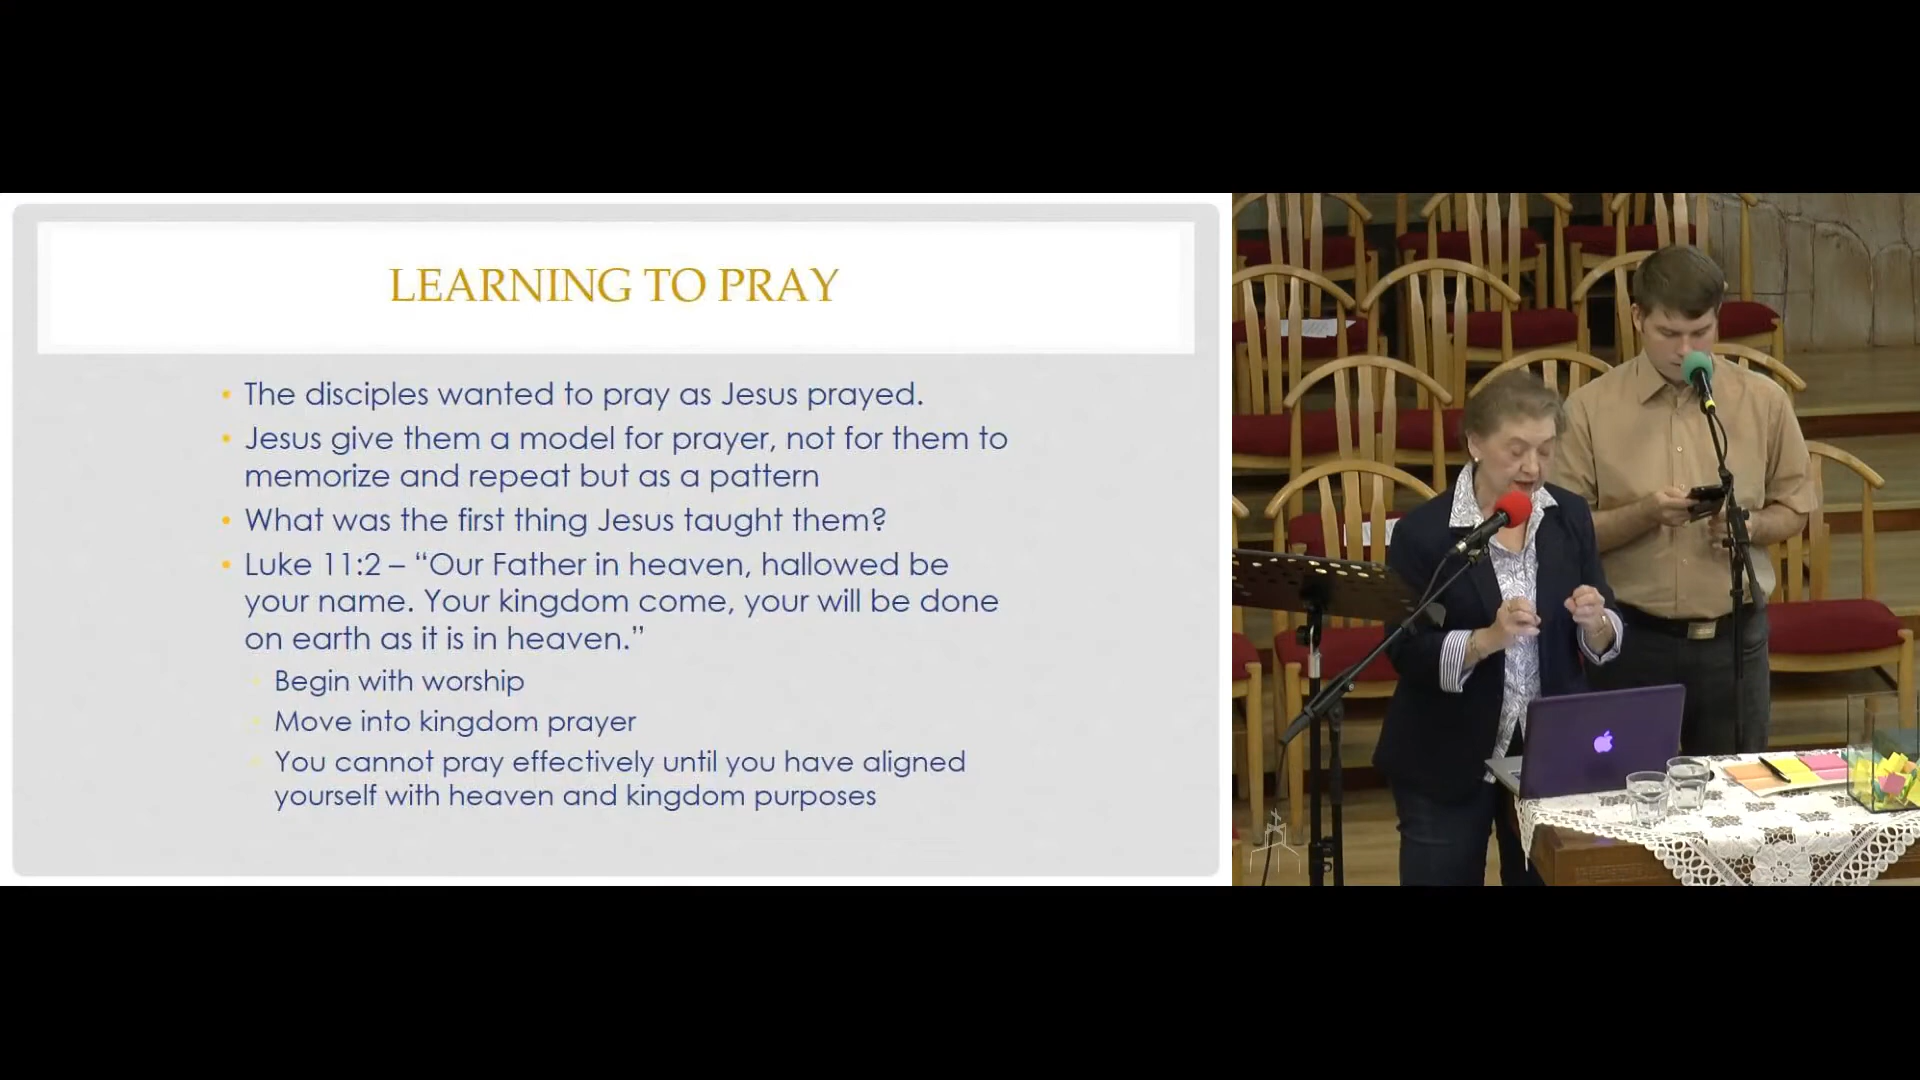 LEARNING TO PRAY
• The disciples wanted to pray as Jesus prayed.
• Jesus give them a model for prayer, not for them to
memorize and repeat but as a pattern
• What was the first thing Jesus taught them?
• Luke 11:2 – “Our Father in heaven, hallowed be
your name. Your kingdom come, your will be done
on earth as it is in heaven.”
• Begin with worship
• Move into kingdom prayer
• You cannot pray effectively until you have aligned
yourself with heaven and kingdom purposes